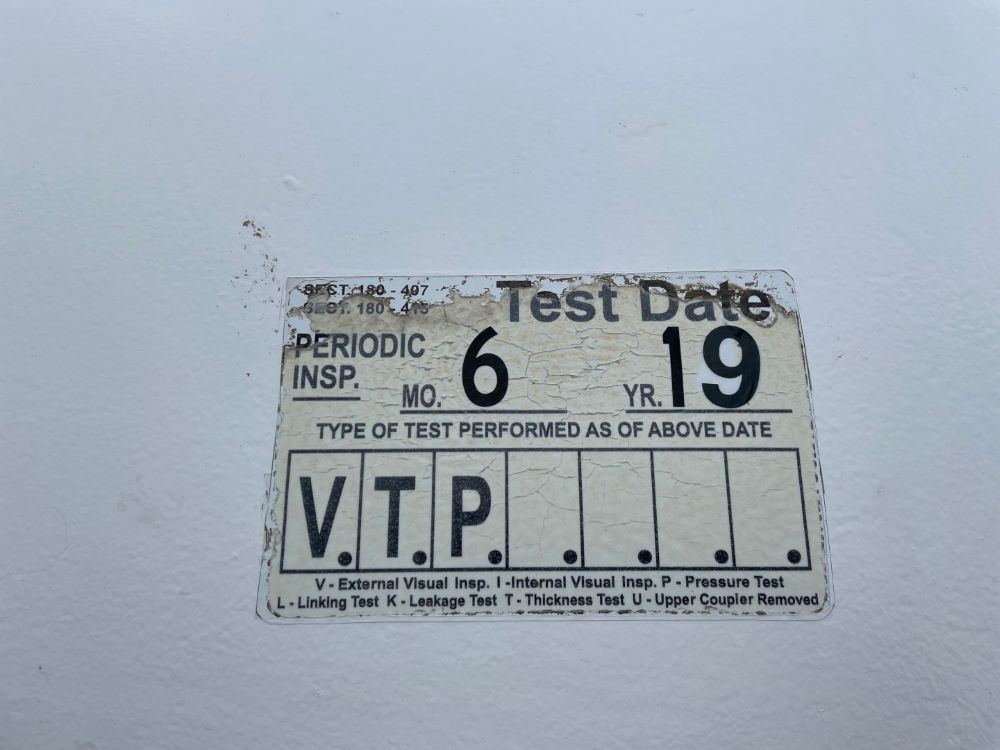 SECT. 180 - 407 Test Date
SECT. 180 - 415
PERIODIC
INSP. MO. 6 YR. 19
TYPE OF TEST PERFORMED AS OF ABOVE DATE
V. T. P. . . . .
V - External Visual Insp. I -Internal Visual Insp. P - Pressure Test
L - Linking Test K - Leakage Test T - Thickness Test U - Upper Coupler Removed